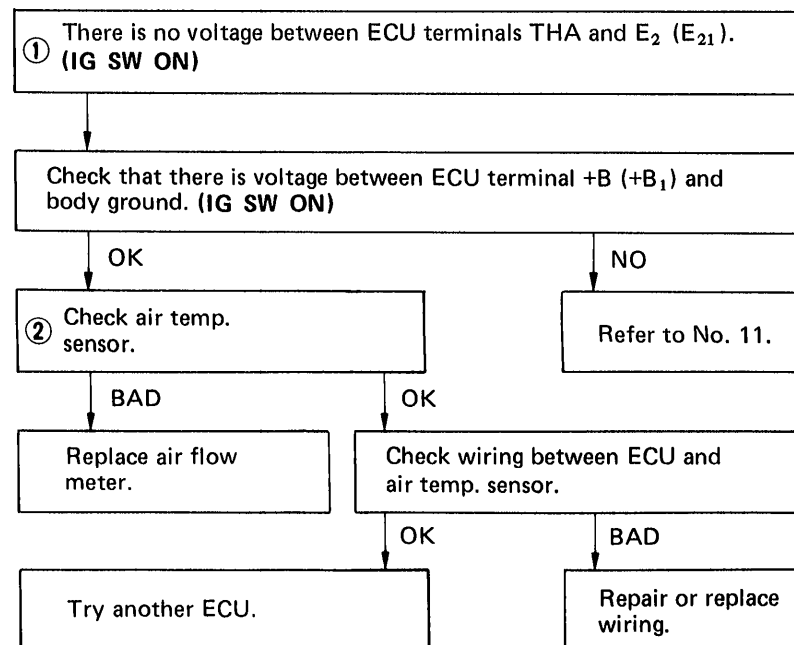 ① There is no voltage between ECU terminals THA and E₂ (E₂₁).
(IG SW ON)
Check that there is voltage between ECU terminal +B (+B₁) and
body ground. (IG SW ON)
OK
NO
② Check air temp.
sensor.
Refer to No. 11.
BAD
OK
Replace air flow
meter.
Check wiring between ECU and
air temp. sensor.
OK
BAD
Try another ECU.
Repair or replace
wiring.